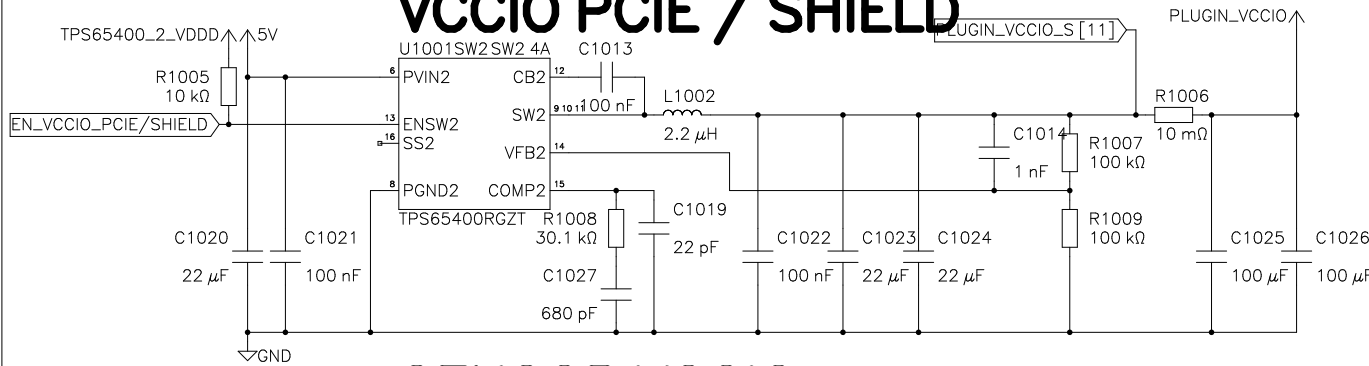 VCCIO PCIE / SHIELD
TPS65400_2_VDDD
5V
PLUGIN_VCCIO_S [11]
PLUGIN_VCCIO
U1001SW2 SW2 4A
C1013
100 nF
R1005
10 kΩ
EN_VCCIO_PCIE/SHIELD
6 PVIN2
13 ENSW2
16 SS2
8 PGND2
CB2 12
SW2 9 10 11
VFB2 14
COMP2 15
TPS65400RGZT
L1002
2.2 µH
R1006
10 mΩ
C1014
1 nF
R1007
100 kΩ
R1008
30.1 kΩ
C1019
22 pF
R1009
100 kΩ
C1020
22 µF
C1021
100 nF
C1027
680 pF
C1022
100 nF
C1023
22 µF
C1024
22 µF
C1025
100 µF
C1026
100 µF
GND